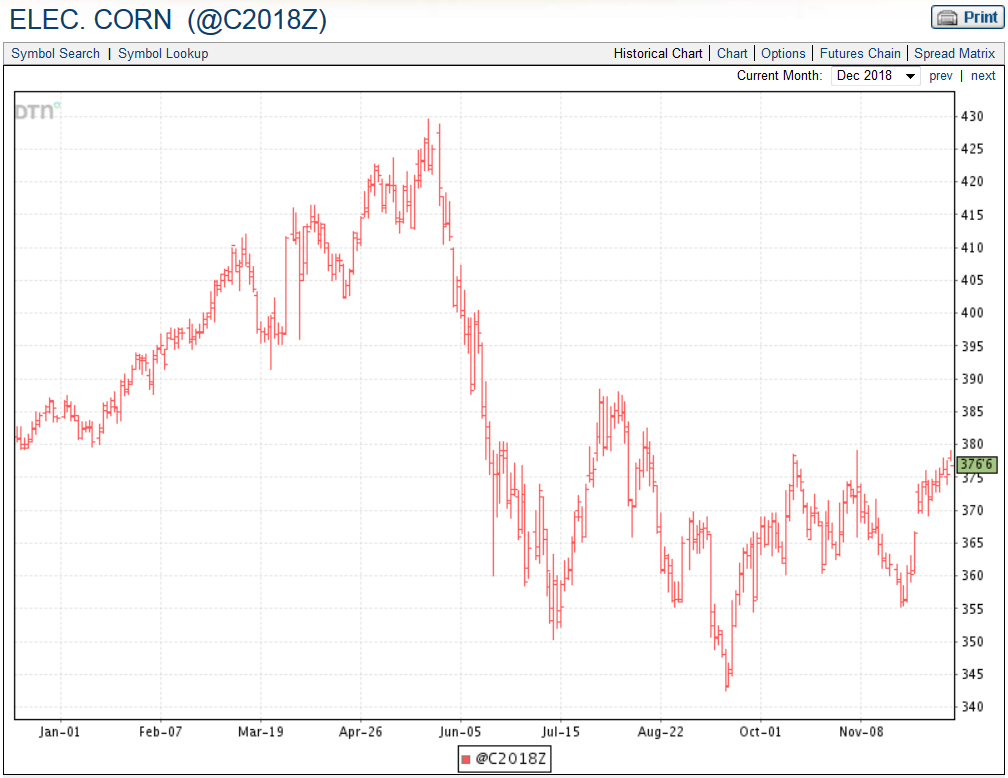 ELEC. CORN (@C2018Z)
Print
Symbol Search | Symbol Lookup
Historical Chart | Chart | Options | Futures Chain | Spread Matrix
Current Month: Dec 2018 prev | next
DTN
430
425
420
415
410
405
400
395
390
385
380
376'6
375
370
365
360
355
350
345
340
Jan-01 Feb-07 Mar-19 Apr-26 Jun-05 Jul-15 Aug-22 Oct-01 Nov-08
@C2018Z